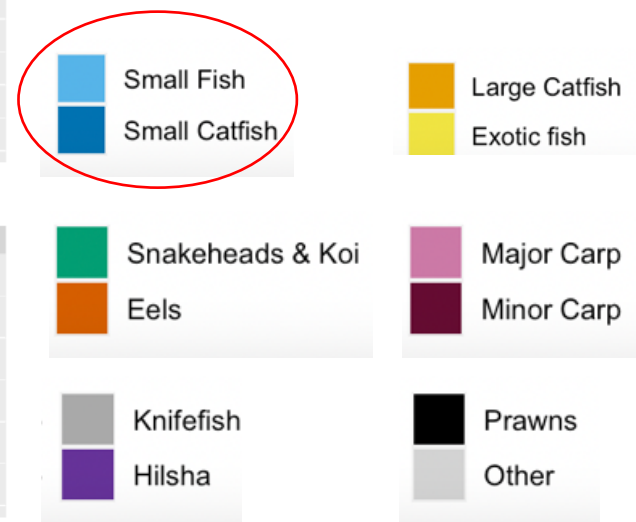 Small Fish
Small Catfish
Large Catfish
Exotic fish
Snakeheads & Koi
Eels
Major Carp
Minor Carp
Knifefish
Hilsha
Prawns
Other